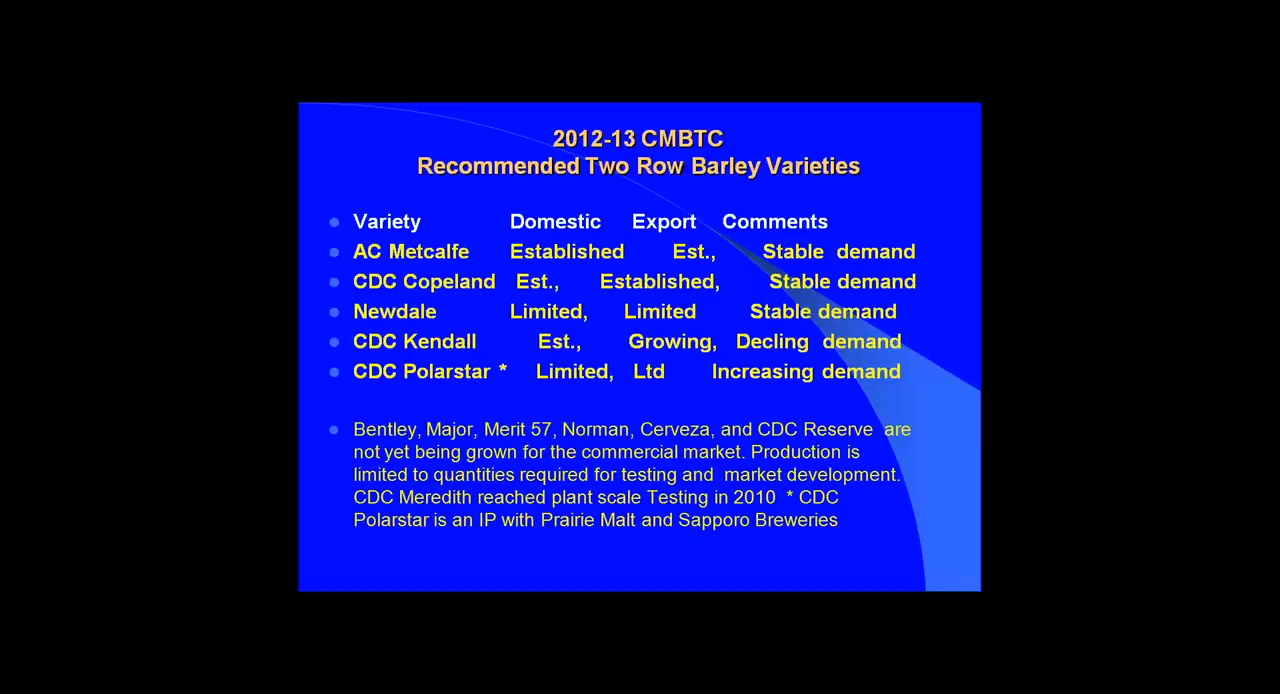 2012-13 CMBTC
Recommended Two Row Barley Varieties
Variety Domestic Export Comments
AC Metcalfe Established Est., Stable demand
CDC Copeland Est., Established, Stable demand
Newdale Limited, Limited Stable demand
CDC Kendall Est., Growing, Decling demand
CDC Polarstar * Limited, Ltd Increasing demand
Bentley, Major, Merit 57, Norman, Cerveza, and CDC Reserve are
not yet being grown for the commercial market. Production is
limited to quantities required for testing and market development.
CDC Meredith reached plant scale Testing in 2010 * CDC
Polarstar is an IP with Prairie Malt and Sapporo Breweries